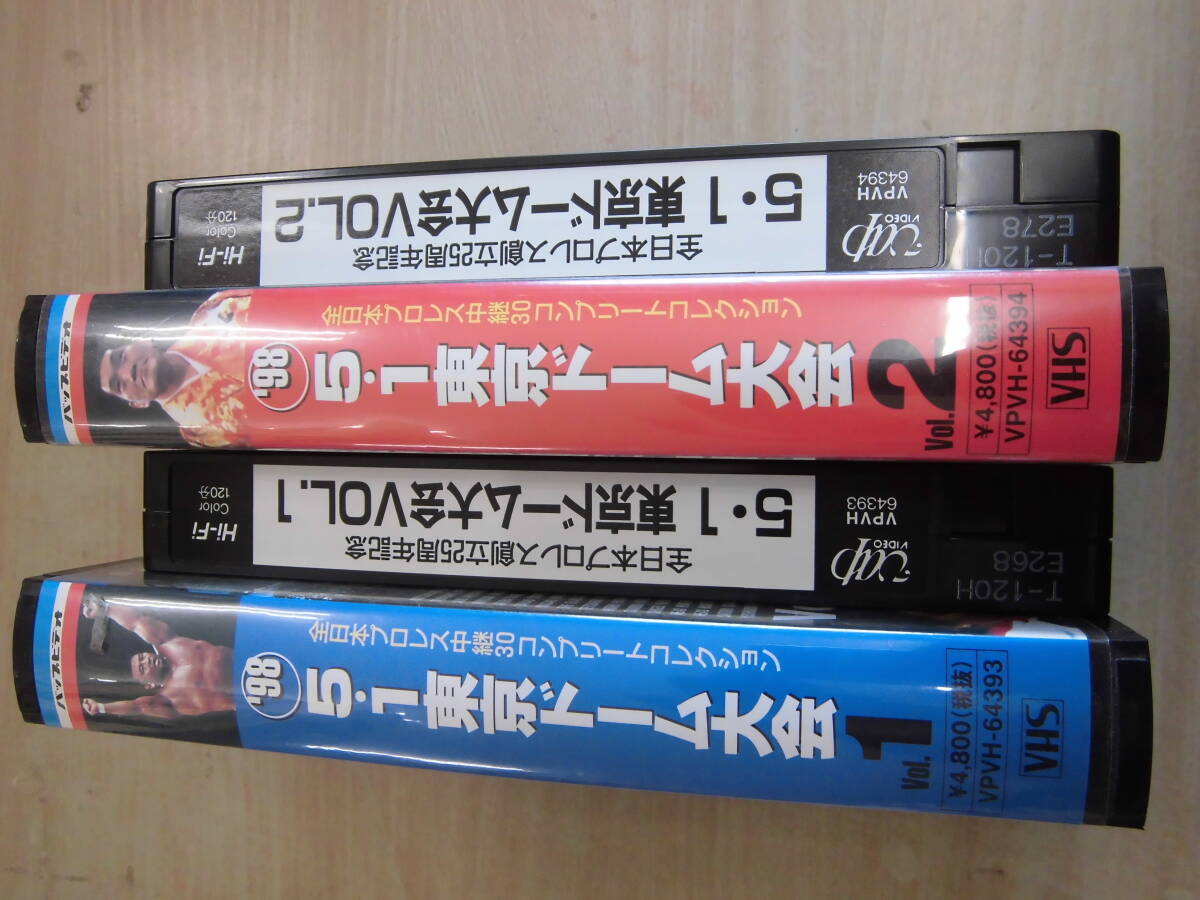 Hi-Fi
Color
120分
全日本プロレス創立25周年記念
5・1東京ドーム大会VOL.2
VAP
VIDEO
VPVH
64394
T-120H
E278
バップビデオ
全日本プロレス中継30コンプリートコレクション
'98
5・1東京ドーム大会
Vol.2
¥4,800(税抜)
VPVH-64394
VHS
Hi-Fi
Color
120分
全日本プロレス創立25周年記念
5・1東京ドーム大会VOL.1
VAP
VIDEO
VPVH
64393
T-120H
E268
バップビデオ
全日本プロレス中継30コンプリートコレクション
'98
5・1東京ドーム大会
Vol.1
¥4,800(税抜)
VPVH-64393
VHS